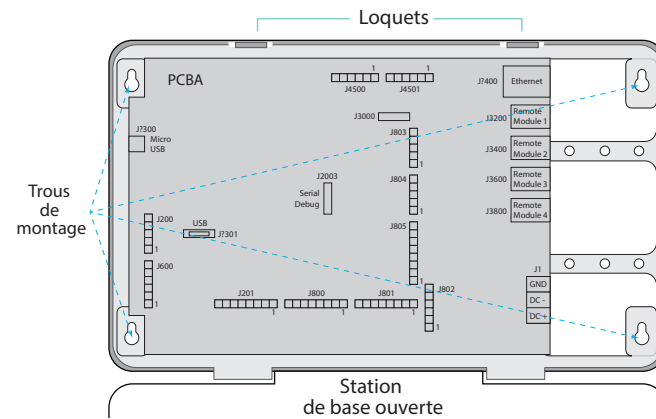 Loquets
PCBA
1
1
J4500
J4501
J?400
Ethernet
J3000
J803
1
J3200
Remote
Module 1
J?300
Micro
USB
J3400
Remote
Module 2
J2003
J804
J3600
Remote
Module 3
Serial
Debug
1
J3800
Remote
Module 4
Trous
de
montage
J200
USB
J?301
J805
1
J600
J1
GND
1
J802
DC -
J201
J800
J801
DC +
1
1
1
1
1
Station
de base ouverte